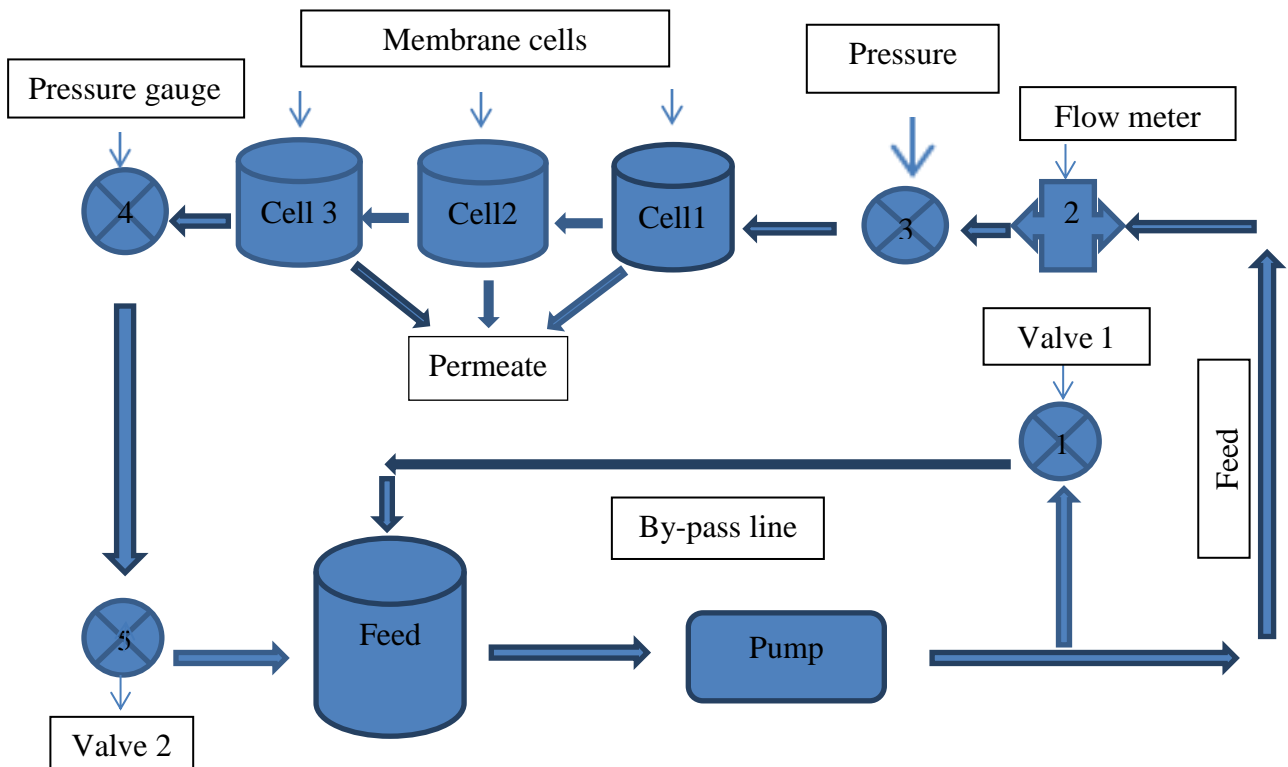 Membrane cells
Pressure
Pressure gauge
Flow meter
4
Cell 3
Cell2
Cell1
3
2
Permeate
Valve 1
1
Feed
By-pass line
5
Feed
Pump
Valve 2